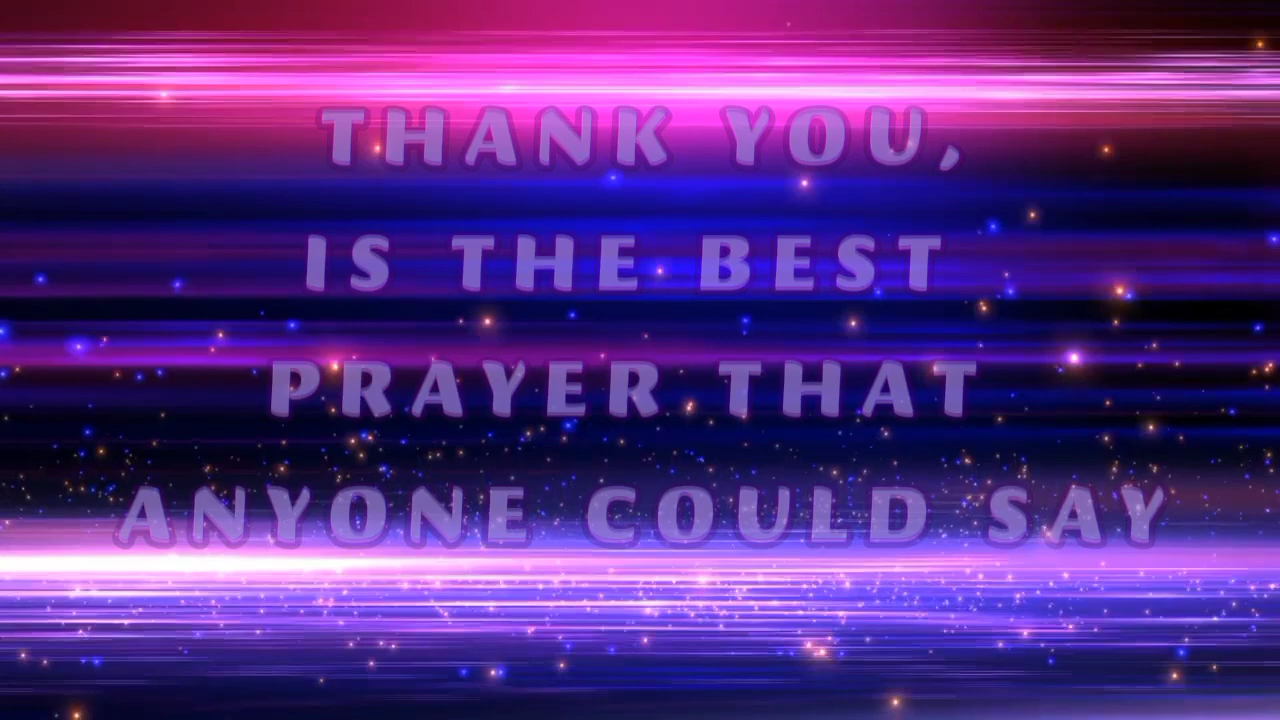 THANK YOU,
IS THE BEST
PRAYER THAT
ANYONE COULD SAY